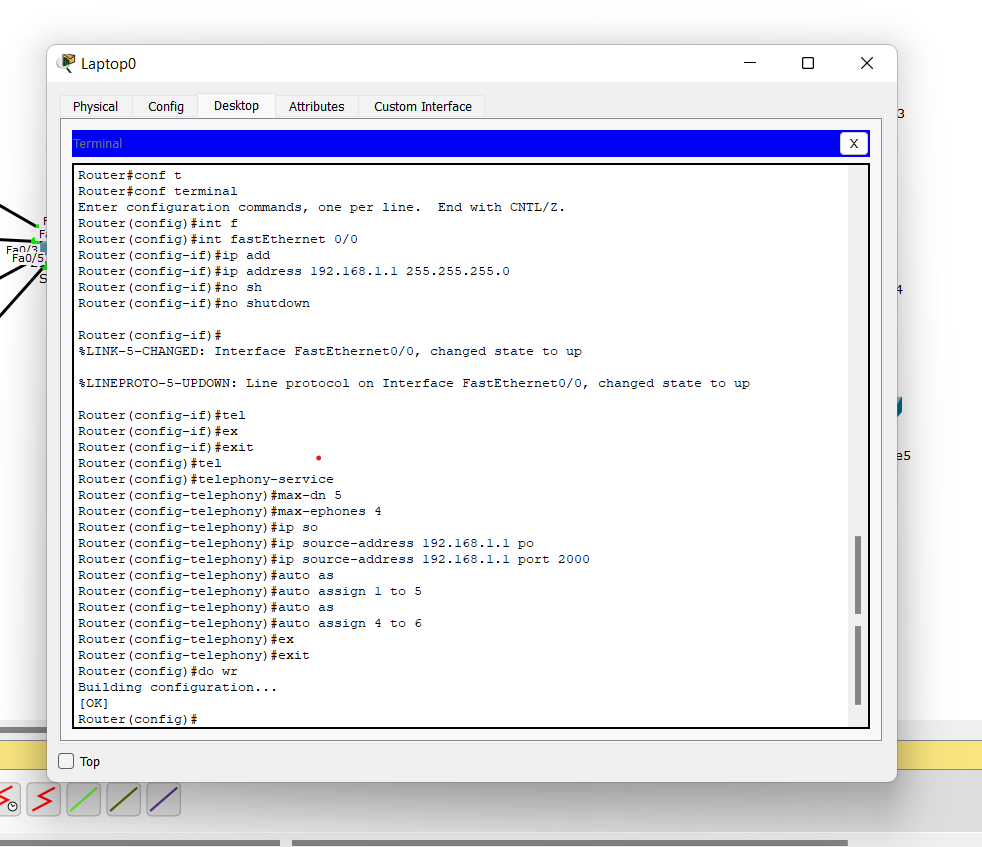 Laptop0
Physical
Config
Desktop
Attributes
Custom Interface
Terminal
X
Router#conf t
Router#conf terminal
Enter configuration commands, one per line.  End with CNTL/Z.
Router(config)#int f
Router(config)#int fastEthernet 0/0
Router(config-if)#ip add
Router(config-if)#ip address 192.168.1.1 255.255.255.0
Router(config-if)#no sh
Router(config-if)#no shutdown
Router(config-if)#
%LINK-5-CHANGED: Interface FastEthernet0/0, changed state to up
%LINEPROTO-5-UPDOWN: Line protocol on Interface FastEthernet0/0, changed state to up
Router(config-if)#tel
Router(config-if)#ex
Router(config-if)#exit
Router(config)#tel
Router(config)#telephony-service
Router(config-telephony)#max-dn 5
Router(config-telephony)#max-ephones 4
Router(config-telephony)#ip so
Router(config-telephony)#ip source-address 192.168.1.1 po
Router(config-telephony)#ip source-address 192.168.1.1 port 2000
Router(config-telephony)#auto as
Router(config-telephony)#auto assign 1 to 5
Router(config-telephony)#auto as
Router(config-telephony)#auto assign 4 to 6
Router(config-telephony)#ex
Router(config-telephony)#exit
Router(config)#do wr
Building configuration...
[OK]
Router(config)#
Top
Fa0/3
Fa0/5
3
4
e5